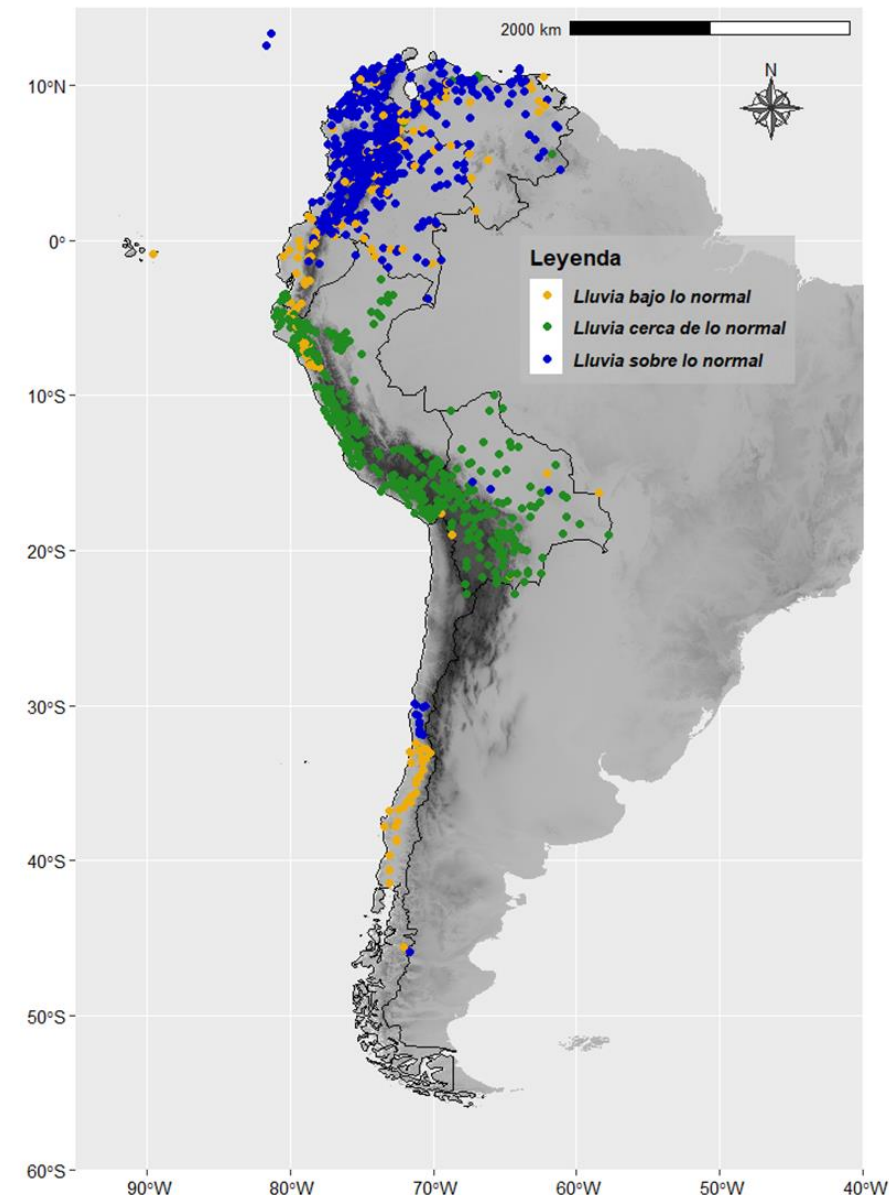 2000 km
N
10°N
0°
10°S
20°S
30°S
40°S
50°S
60°S
Leyenda
Lluvia bajo lo normal
Lluvia cerca de lo normal
Lluvia sobre lo normal
90°W
80°W
70°W
60°W
50°W
40°W